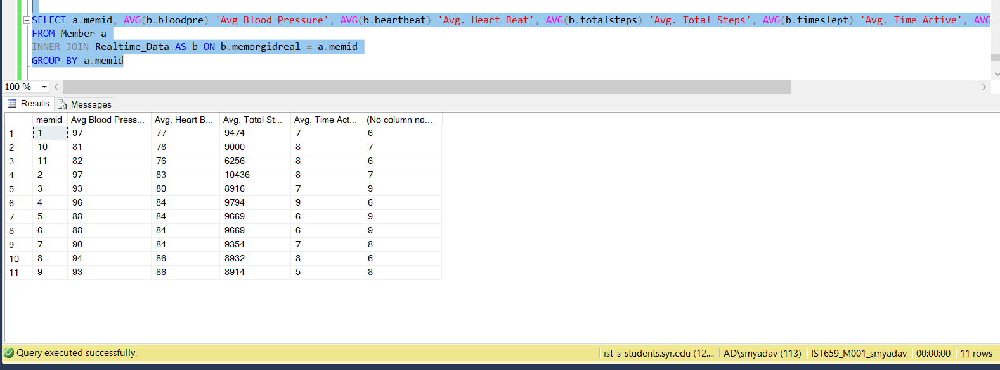 SELECT a.memid, AVG(b.bloodpre) 'Avg Blood Pressure', AVG(b.heartbeat) 'Avg. Heart Beat', AVG(b.totalsteps) 'Avg. Total Steps', AVG(b.timeslept) 'Avg. Time Active', AVG
FROM Member a
INNER JOIN Realtime_Data AS b ON b.memorgidreal = a.memid
GROUP BY a.memid
100 %
Results Messages
memid Avg Blood Press... Avg. Heart B... Avg. Total St... Avg. Time Act... (No column na...
1 1 97 77 9474 7 6
2 10 81 78 9000 8 7
3 11 82 76 6256 8 6
4 2 97 83 10436 8 7
5 3 93 80 8916 7 9
6 4 96 84 9794 9 6
7 5 88 84 9669 6 9
8 6 88 84 9669 6 9
9 7 90 84 9354 7 8
10 8 94 86 8932 8 6
11 9 93 86 8914 5 8
Query executed successfully. ist-s-students.syr.edu (12.... AD\smyadav (113) IST659_M001_smyadav 00:00:00 11 rows